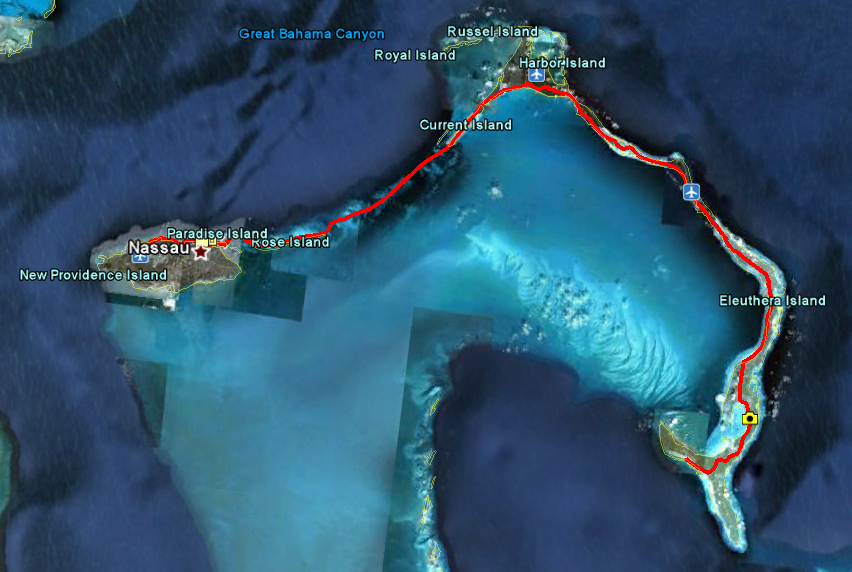 Great Bahama Canyon
Russel Island
Royal Island
Harbor Island
Current Island
Paradise Island
Rose Island
Nassau
New Providence Island
Eleuthera Island